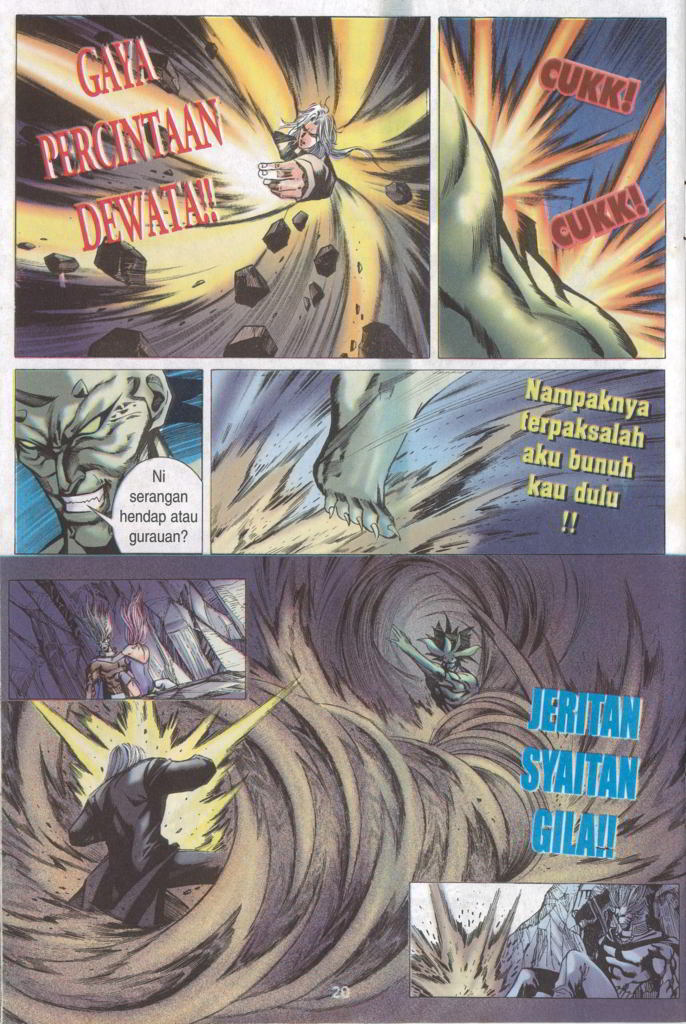 GAYA
PERCINTAAN
DEWATA!!
CUKK!
CUKK!
Ni
serangan
hendap atau
gurauan?
Nampaknya
terpaksalah
aku bunuh
kau dulu
!!
JERITAN
SYAITAN
GILA!!
20